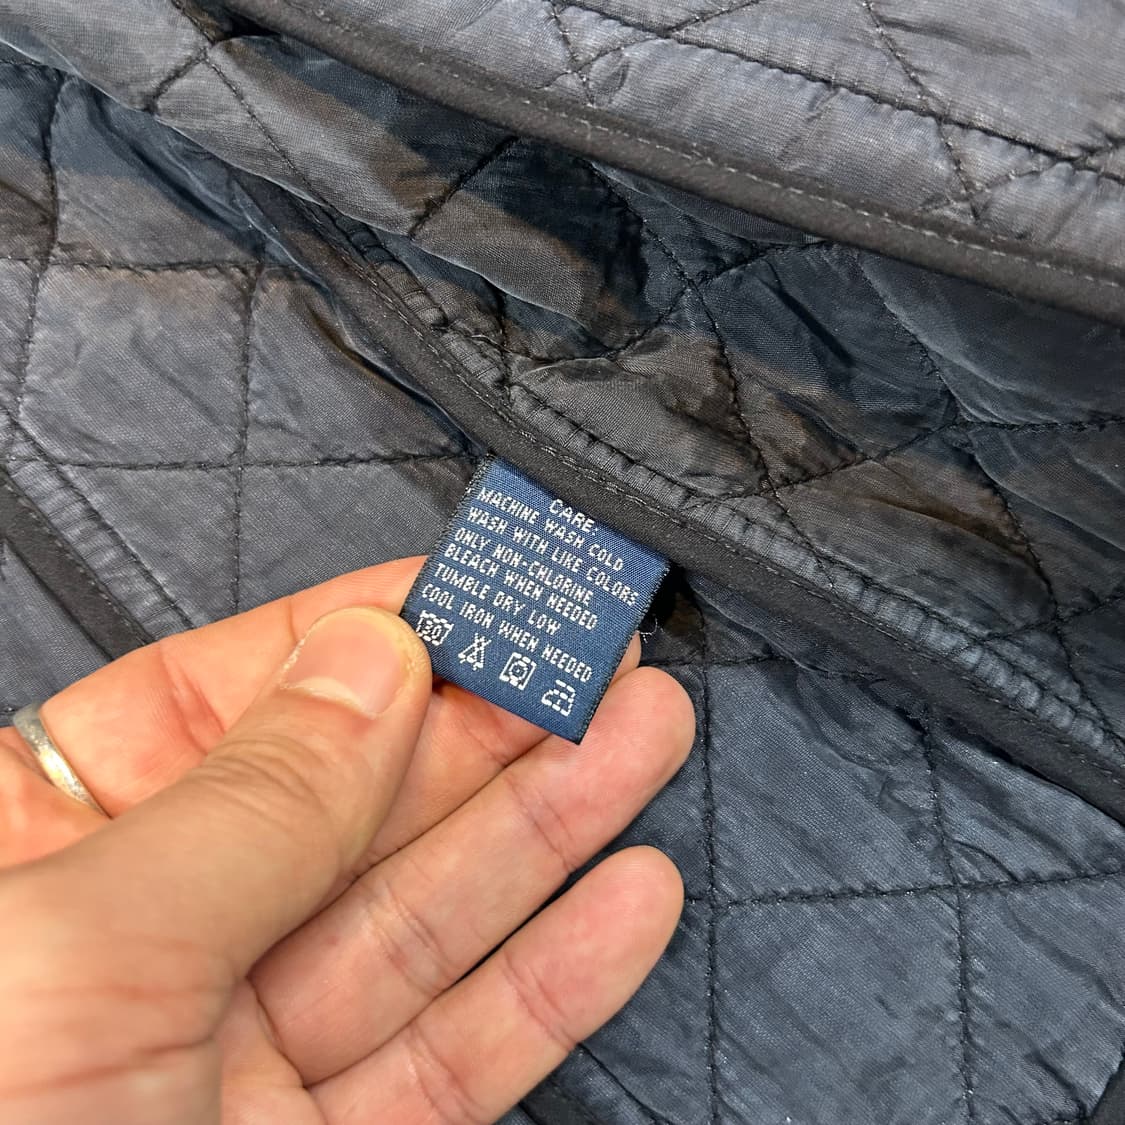 CARE:
MACHINE WASH COLD
WASH WITH LIKE COLORS
ONLY NON-CHLORINE
BLEACH WHEN NEEDED
TUMBLE DRY LOW
COOL IRON WHEN NEEDED
30